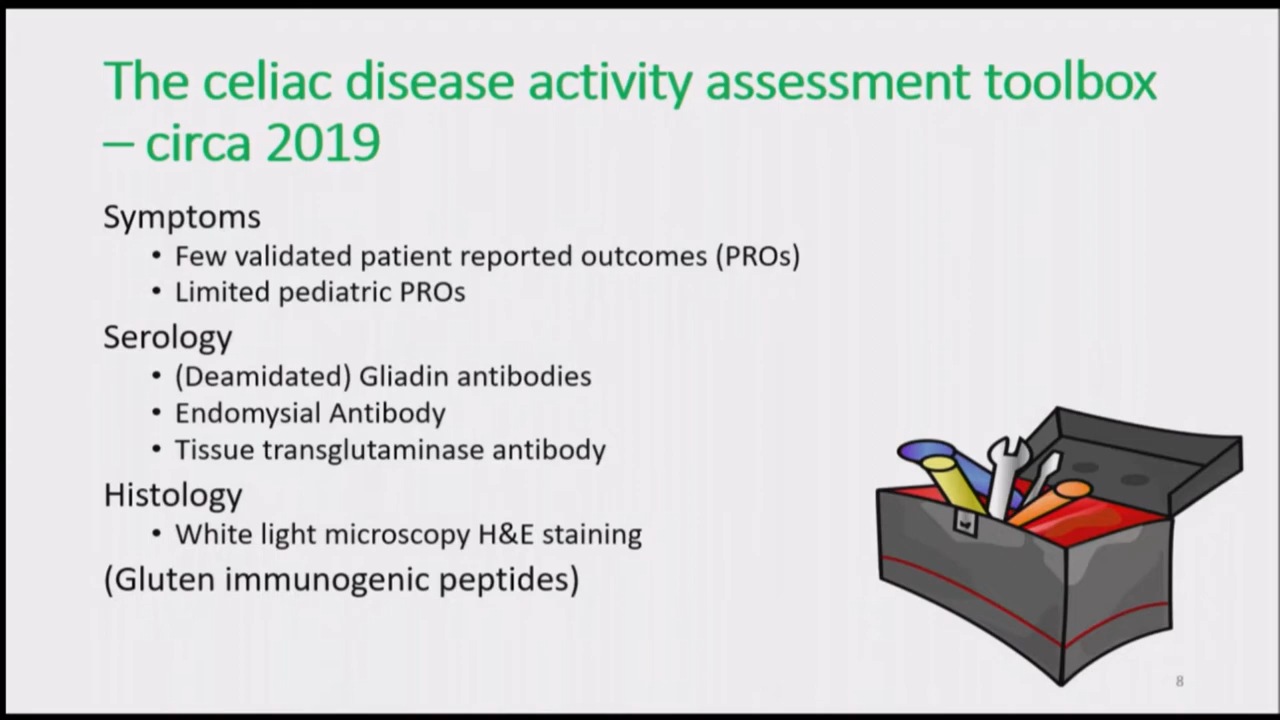 The celiac disease activity assessment toolbox
– circa 2019
Symptoms
• Few validated patient reported outcomes (PROs)
• Limited pediatric PROs
Serology
• (Deamidated) Gliadin antibodies
• Endomysial Antibody
• Tissue transglutaminase antibody
Histology
• White light microscopy H&E staining
(Gluten immunogenic peptides)
8